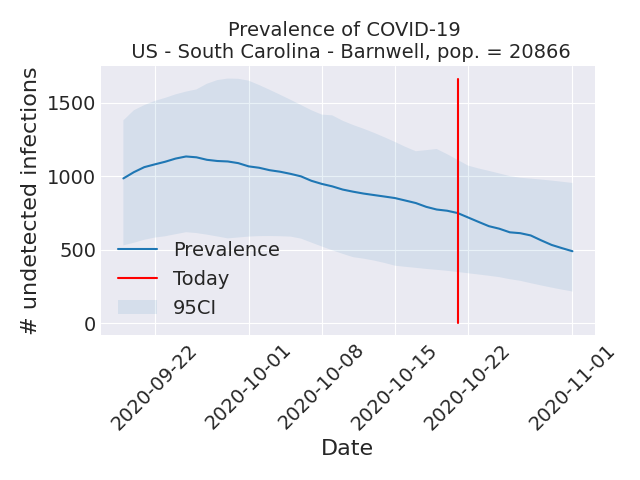 Prevalence of COVID-19
US - South Carolina - Barnwell, pop. = 20866
# undetected infections
1500
1000
500
0
Prevalence
Today
95CI
2020-09-22
2020-10-01
2020-10-08
2020-10-15
2020-10-22
2020-11-01
Date